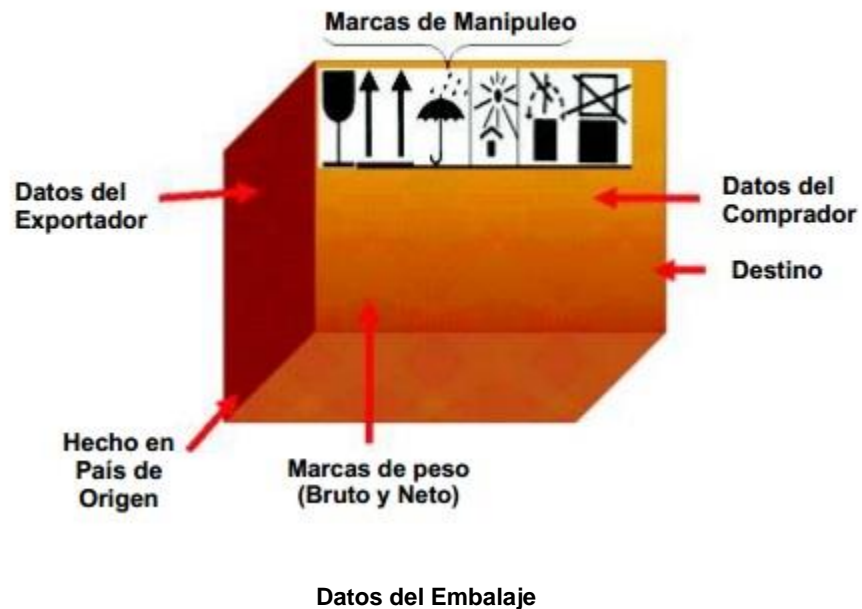 Marcas de Manipuleo
Datos del
Exportador
Datos del
Comprador
Destino
Hecho en
País de
Origen
Marcas de peso
(Bruto y Neto)
Datos del Embalaje